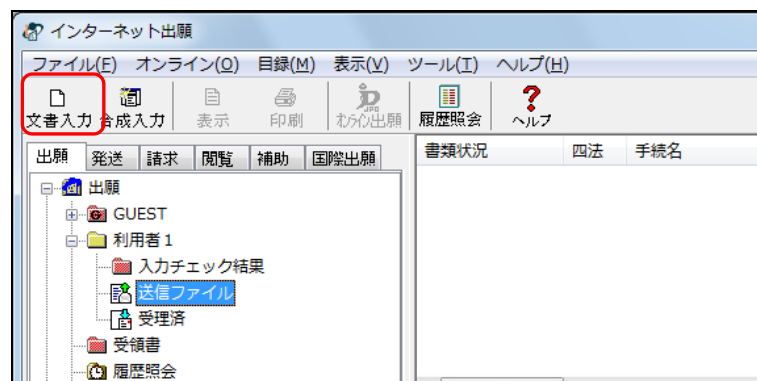 インターネット出願
ファイル(F) オンライン(O) 目録(M) 表示(V) ツール(T) ヘルプ(H)
文書入力 合成入力 表示 印刷 オンライン出願 履歴照会 ヘルプ
出願 発送 請求 閲覧 補助 国際出願
書類状況 四法 手続名
出願
GUEST
利用者1
入力チェック結果
送信ファイル
受理済
受領書
履歴照会